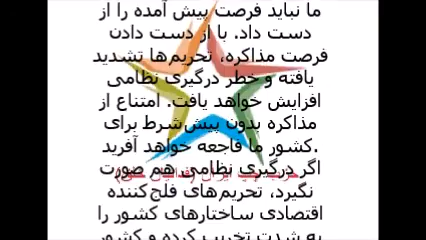 ما نباید فرصت پیش آمده را از
دست داد. با از دست دادن
فرصت مذاکره، تحریم‌ها تشدید
یافته و خطر درگیری نظامی
افزایش خواهد یافت. امتناع از
مذاکره بدون پیش‌شرط برای
.کشور ما فاجعه خواهد آفرید
اگر درگیری نظامی هم صورت
نگیرد، تحریم‌های فلج‌کننده
اقتصادی ساختارهای کشور را
به شدت تخریب کرده و کشور